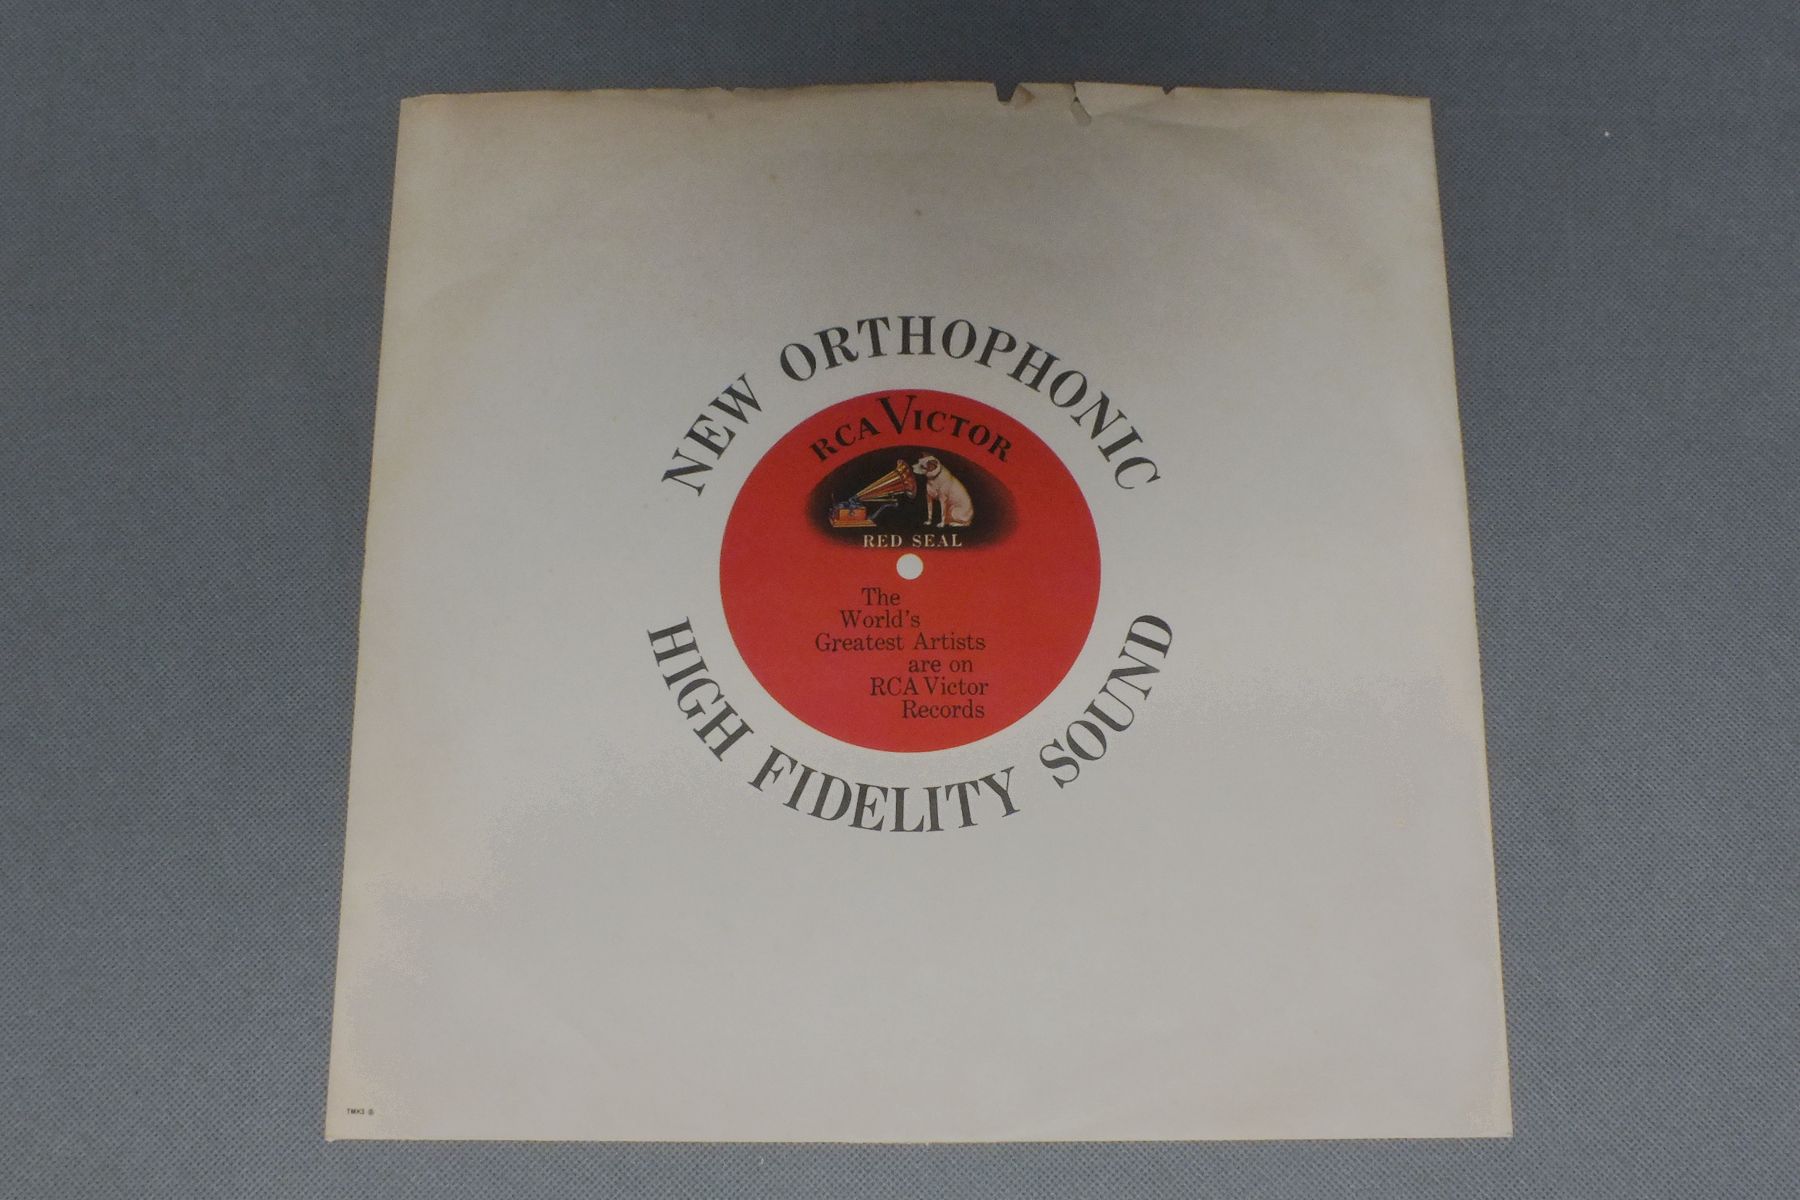 NEW ORTHOPHONIC
RCA VICTOR
RED SEAL
The
World's
Greatest Artists
are on
RCA Victor
Records
HIGH FIDELITY SOUND